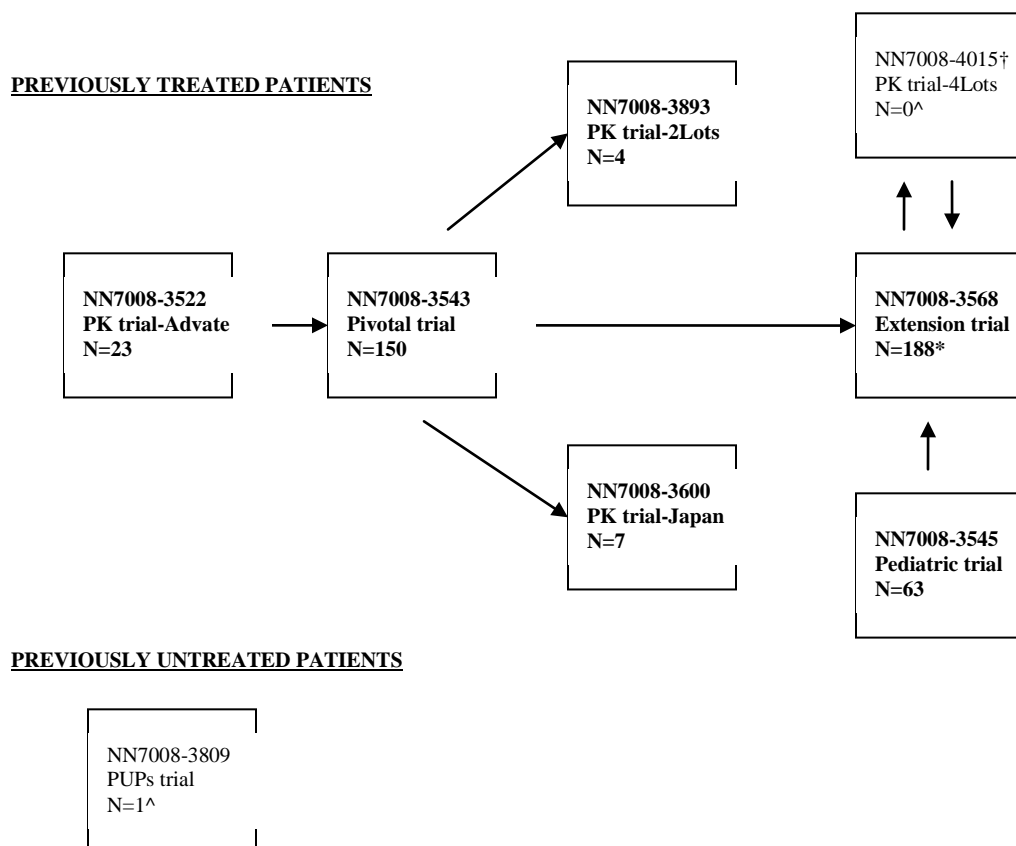 PREVIOUSLY TREATED PATIENTS
NN7008-3893
PK trial-2Lots
N=4
NN7008-4015†
PK trial-4Lots
N=0^
NN7008-3522
PK trial-Advate
N=23
NN7008-3543
Pivotal trial
N=150
NN7008-3568
Extension trial
N=188*
NN7008-3600
PK trial-Japan
N=7
NN7008-3545
Pediatric trial
N=63
PREVIOUSLY UNTREATED PATIENTS
NN7008-3809
PUPs trial
N=1^